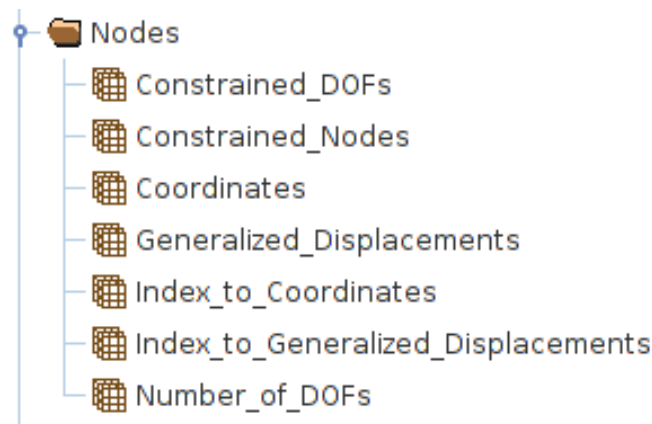 Nodes
Constrained_DOFs
Constrained_Nodes
Coordinates
Generalized_Displacements
Index_to_Coordinates
Index_to_Generalized_Displacements
Number_of_DOFs